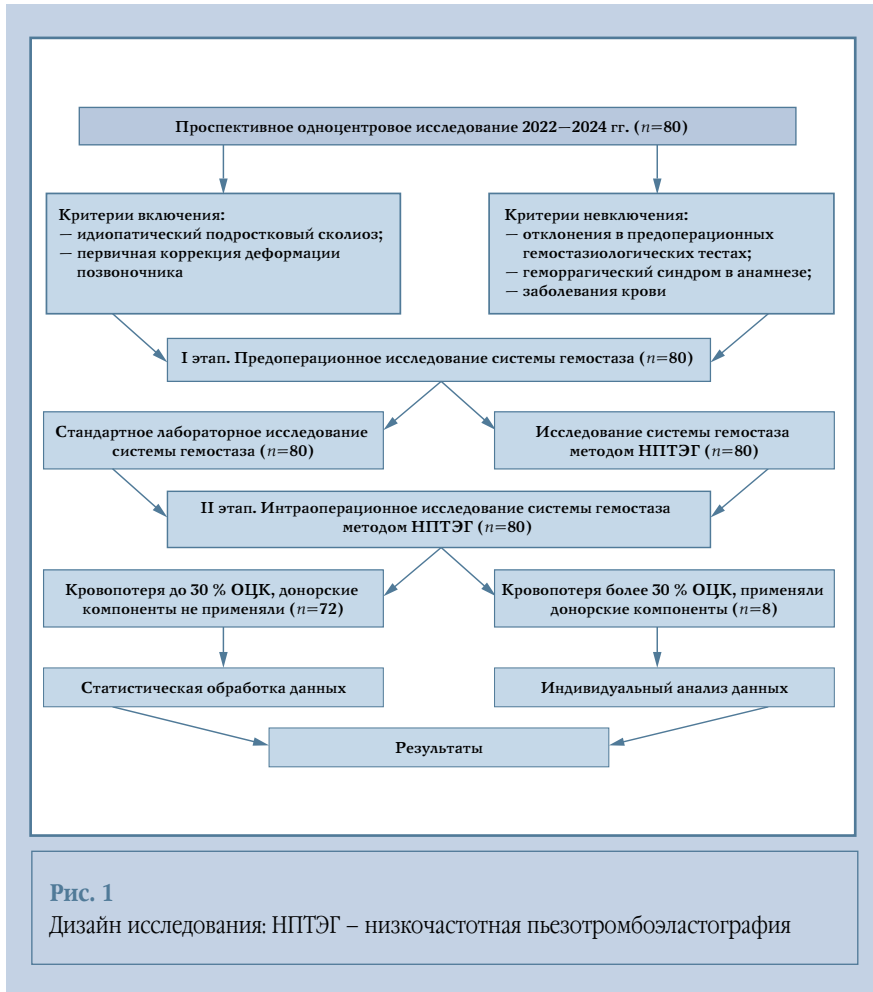 Проспективное одноцентровое исследование 2022—2024 гг. (n=80)
Критерии включения:
— идиопатический подростковый сколиоз;
— первичная коррекция деформации
позвоночника
Критерии невключения:
— отклонения в предоперационных
гемостазиологических тестах;
— геморрагический синдром в анамнезе;
— заболевания крови
I этап. Предоперационное исследование системы гемостаза (n=80)
Стандартное лабораторное исследование
системы гемостаза (n=80)
Исследование системы гемостаза
методом НПТЭГ (n=80)
II этап. Интраоперационное исследование системы гемостаза
методом НПТЭГ (n=80)
Кровопотеря до 30 % ОЦК, донорские
компоненты не применяли (n=72)
Кровопотеря более 30 % ОЦК, применяли
донорские компоненты (n=8)
Статистическая обработка данных
Индивидуальный анализ данных
Результаты
Рис. 1
Дизайн исследования: НПТЭГ – низкочастотная пьезотромбоэластография